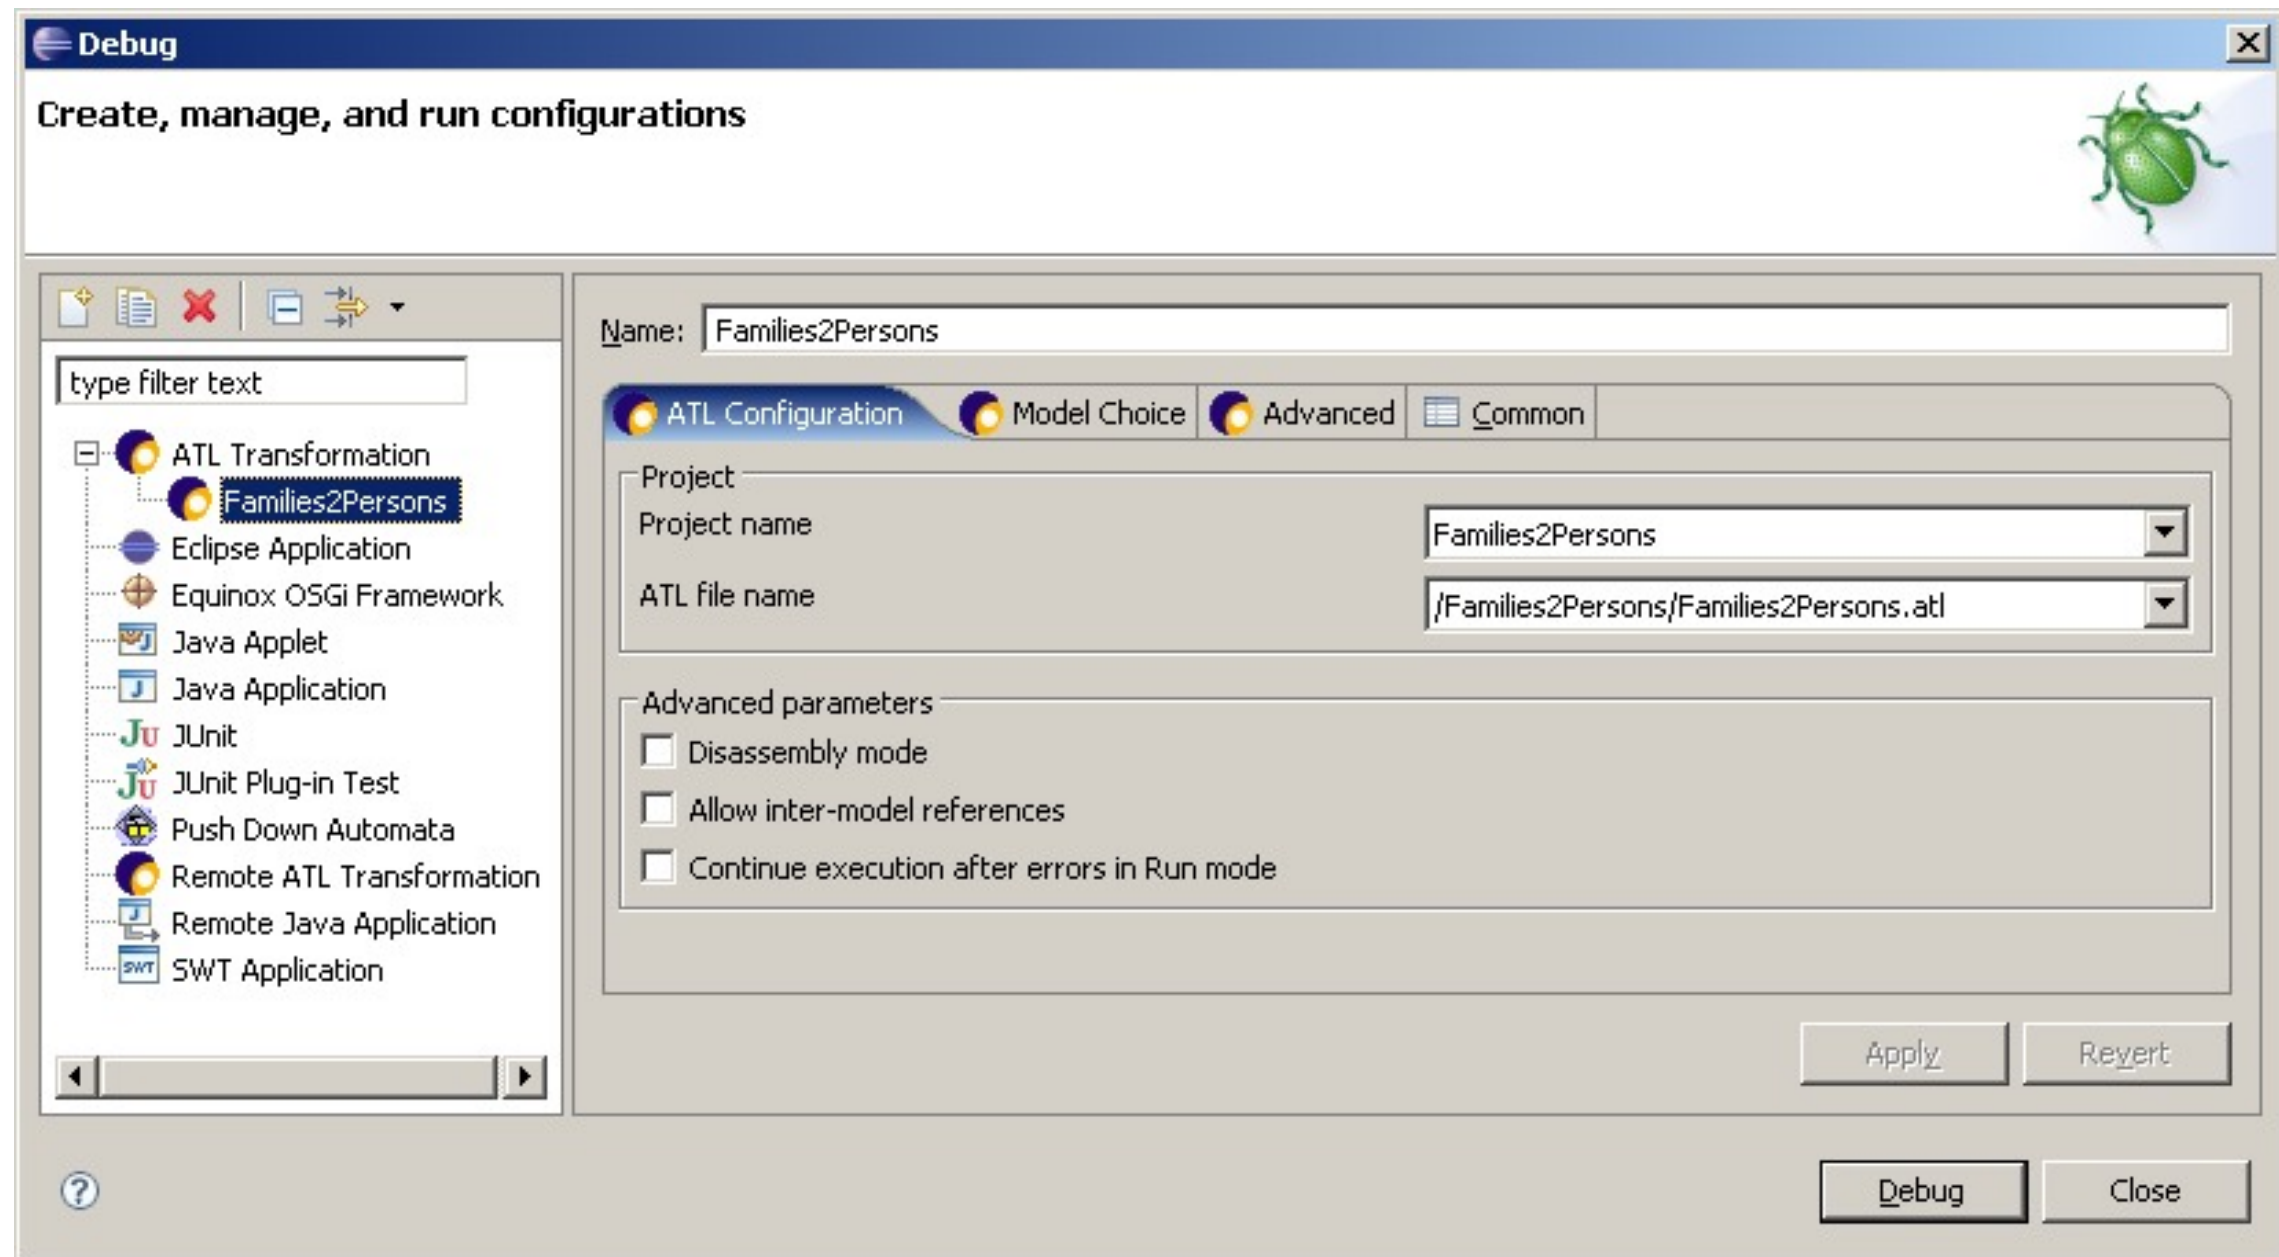 Debug
Create, manage, and run configurations
type filter text
ATL Transformation
Families2Persons
Eclipse Application
Equinox OSGi Framework
Java Applet
Java Application
JUnit
JUnit Plug-in Test
Push Down Automata
Remote ATL Transformation
Remote Java Application
SWT Application
Name: Families2Persons
ATL Configuration Model Choice Advanced Common
Project
Project name Families2Persons
ATL file name /Families2Persons/Families2Persons.atl
Advanced parameters
Disassembly mode
Allow inter-model references
Continue execution after errors in Run mode
Apply Revert
Debug Close